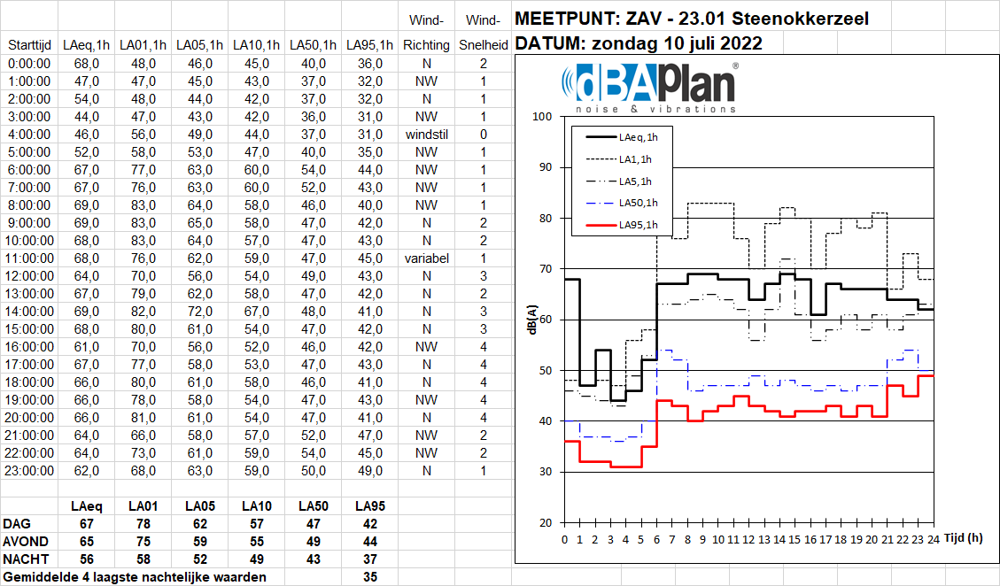 Wind- Wind-
Starttijd LAeq,1h LA01,1h LA05,1h LA10,1h LA50,1h LA95,1h Richting Snelheid
0:00:00 68,0 48,0 46,0 45,0 40,0 36,0 N 2
1:00:00 47,0 47,0 45,0 43,0 37,0 32,0 NW 1
2:00:00 54,0 48,0 44,0 42,0 37,0 32,0 N 1
3:00:00 44,0 47,0 43,0 42,0 36,0 31,0 NW 1
4:00:00 46,0 56,0 49,0 44,0 37,0 31,0 windstil 0
5:00:00 52,0 58,0 53,0 47,0 40,0 35,0 NW 1
6:00:00 67,0 77,0 63,0 60,0 54,0 44,0 NW 1
7:00:00 67,0 76,0 63,0 60,0 52,0 43,0 NW 1
8:00:00 69,0 83,0 64,0 58,0 46,0 40,0 NW 1
9:00:00 69,0 83,0 65,0 58,0 47,0 42,0 N 2
10:00:00 68,0 83,0 64,0 57,0 47,0 43,0 N 2
11:00:00 68,0 76,0 62,0 59,0 47,0 45,0 variabel 1
12:00:00 64,0 70,0 56,0 54,0 49,0 43,0 N 3
13:00:00 67,0 79,0 62,0 58,0 47,0 42,0 N 2
14:00:00 69,0 82,0 72,0 67,0 48,0 41,0 N 3
15:00:00 68,0 80,0 61,0 54,0 47,0 42,0 N 3
16:00:00 61,0 70,0 56,0 52,0 46,0 42,0 NW 4
17:00:00 67,0 77,0 58,0 53,0 47,0 43,0 N 4
18:00:00 66,0 80,0 61,0 58,0 46,0 41,0 N 4
19:00:00 66,0 78,0 58,0 54,0 47,0 43,0 NW 4
20:00:00 66,0 81,0 61,0 54,0 47,0 41,0 N 4
21:00:00 64,0 66,0 58,0 57,0 52,0 47,0 NW 2
22:00:00 64,0 73,0 61,0 59,0 54,0 45,0 NW 2
23:00:00 62,0 68,0 63,0 59,0 50,0 49,0 N 1
LAeq LA01 LA05 LA10 LA50 LA95
DAG 67 78 62 57 47 42
AVOND 65 75 59 55 49 44
NACHT 56 58 52 49 43 37
Gemiddelde 4 laagste nachtelijke waarden 35
MEETPUNT: ZAV - 23.01 Steenokkerzeel
DATUM: zondag 10 juli 2022
dBAPlan®
noise & vibrations
100
90
80
70
60
50
40
30
20
dB(A)
LAeq,1h
LA1,1h
LA5,1h
LA50,1h
LA95,1h
0 1 2 3 4 5 6 7 8 9 10 11 12 13 14 15 16 17 18 19 20 21 22 23 24 Tijd (h)